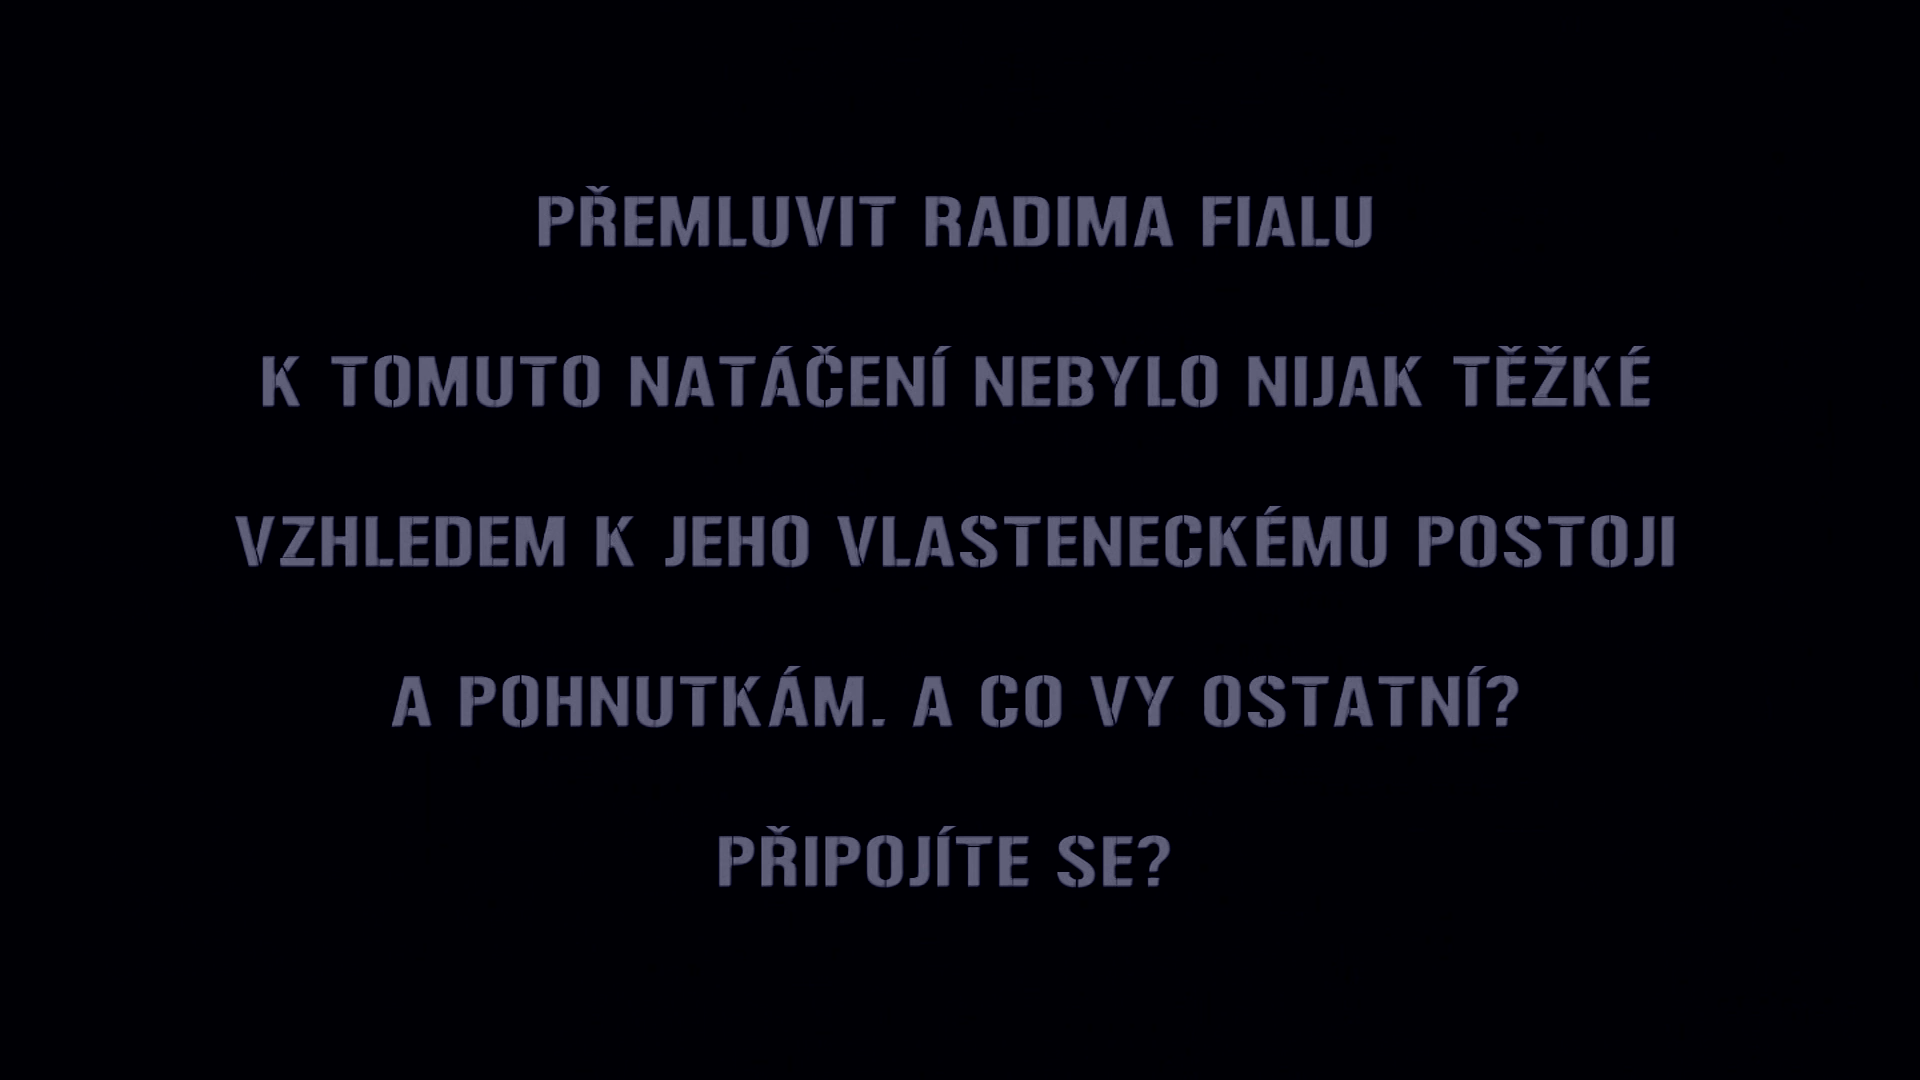 PŘEMLUVIT RADIMA FIALU
K TOMUTO NATÁČENÍ NEBYLO NIJAK TĚŽKÉ
VZHLEDEM K JEHO VLASTENECKÉMU POSTOJI
A POHNUTKÁM. A CO VY OSTATNÍ?
PŘIPOJÍTE SE?